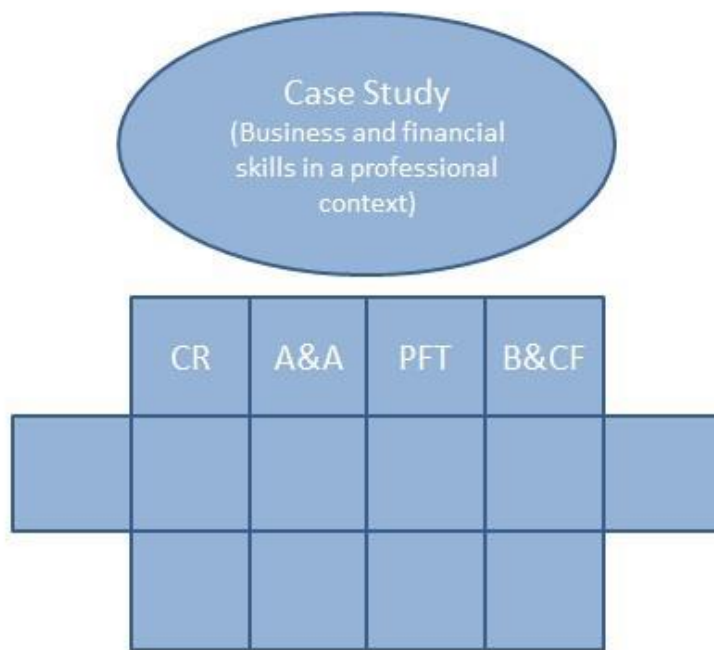 Case Study
(Business and financial
skills in a professional
context)
CR A&A PFT B&CF